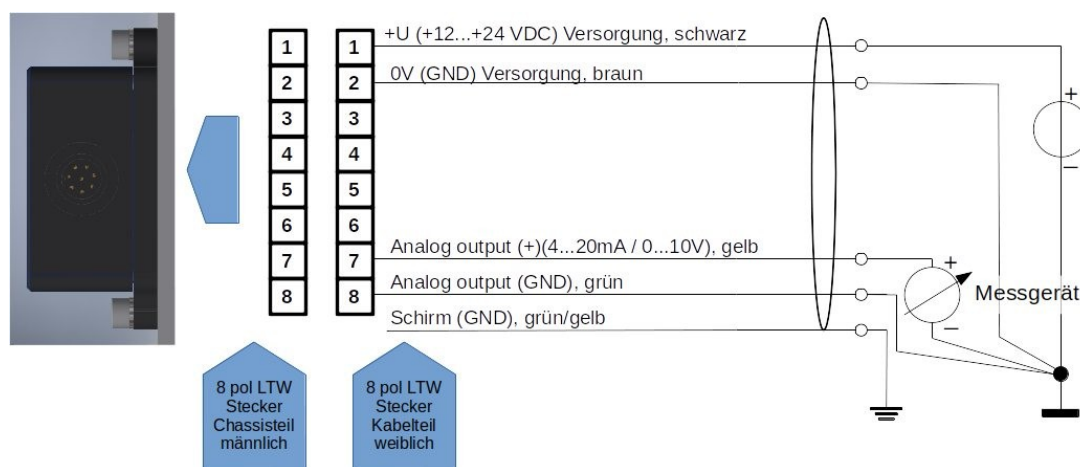 +U (+12...+24 VDC) Versorgung, schwarz
0V (GND) Versorgung, braun
1
2
3
4
5
6
7
8
1
2
3
4
5
6
7
8
Analog output (+)(4...20mA / 0...10V), gelb
Analog output (GND), grün
Schirm (GND), grün/gelb
+
–
+
–
Messgerät
8 pol LTW
Stecker
Chassisteil
männlich
8 pol LTW
Stecker
Kabelteil
weiblich